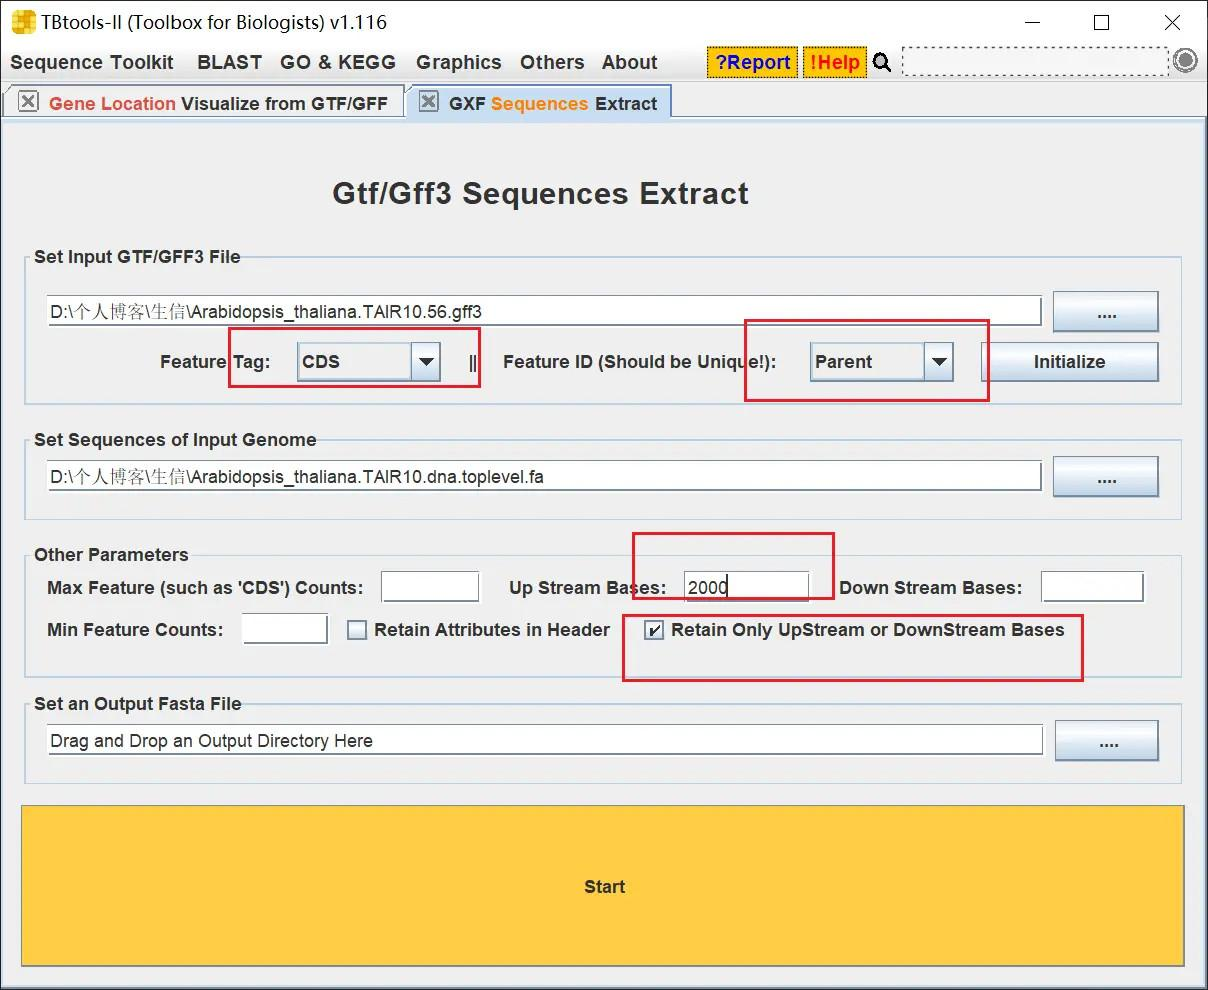 TBtools-II (Toolbox for Biologists) v1.116
Sequence Toolkit BLAST GO & KEGG Graphics Others About ?Report !Help
Gene Location Visualize from GTF/GFF GXF Sequences Extract
Gtf/Gff3 Sequences Extract
Set Input GTF/GFF3 File
D:\个人博客\生信\Arabidopsis_thaliana.TAIR10.56.gff3 ....
Feature Tag: CDS || Feature ID (Should be Unique!): Parent Initialize
Set Sequences of Input Genome
D:\个人博客\生信\Arabidopsis_thaliana.TAIR10.dna.toplevel.fa ....
Other Parameters
Max Feature (such as 'CDS') Counts: Up Stream Bases: 2000 Down Stream Bases:
Min Feature Counts: Retain Attributes in Header Retain Only UpStream or DownStream Bases
Set an Output Fasta File
Drag and Drop an Output Directory Here ....
Start